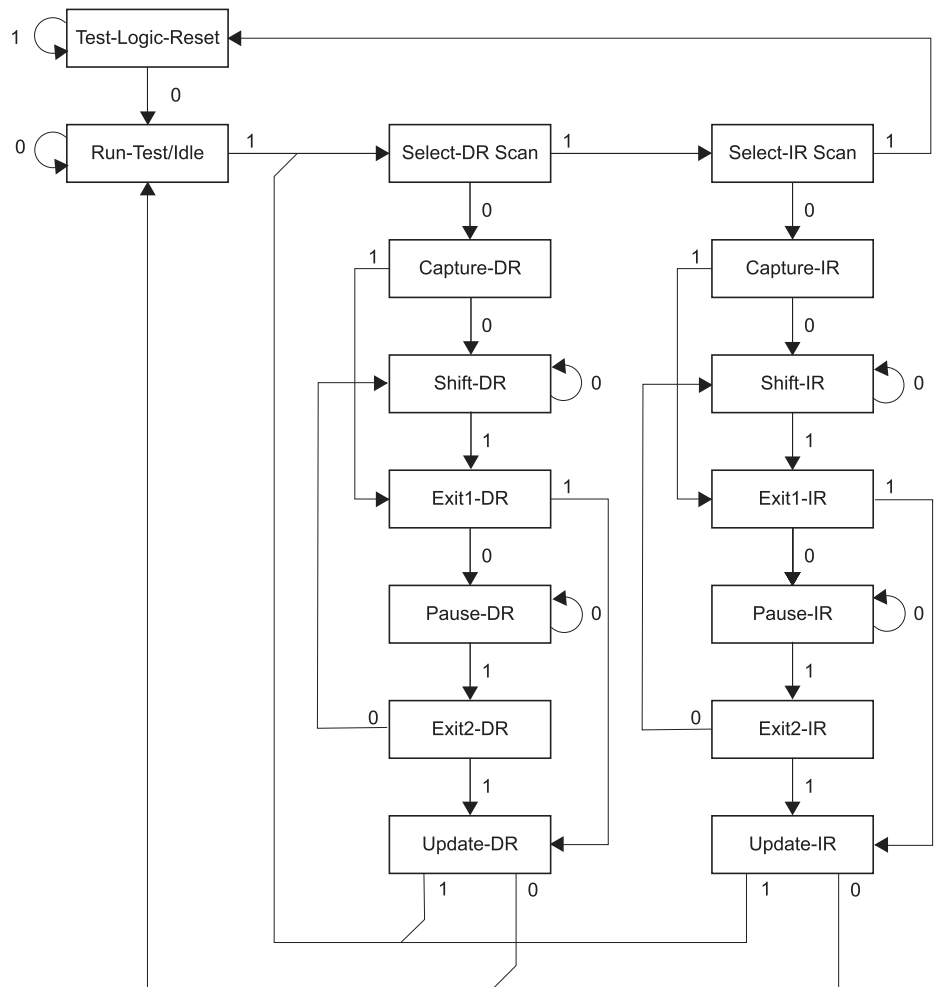 Test-Logic-Reset
1
0
Run-Test/Idle
0
1
Select-DR Scan
1
Select-IR Scan
1
0
0
1
Capture-DR
1
Capture-IR
0
0
Shift-DR
0
Shift-IR
0
1
1
Exit1-DR
1
Exit1-IR
1
0
0
Pause-DR
0
Pause-IR
0
1
1
0
Exit2-DR
0
Exit2-IR
1
1
Update-DR
Update-IR
1
0
1
0